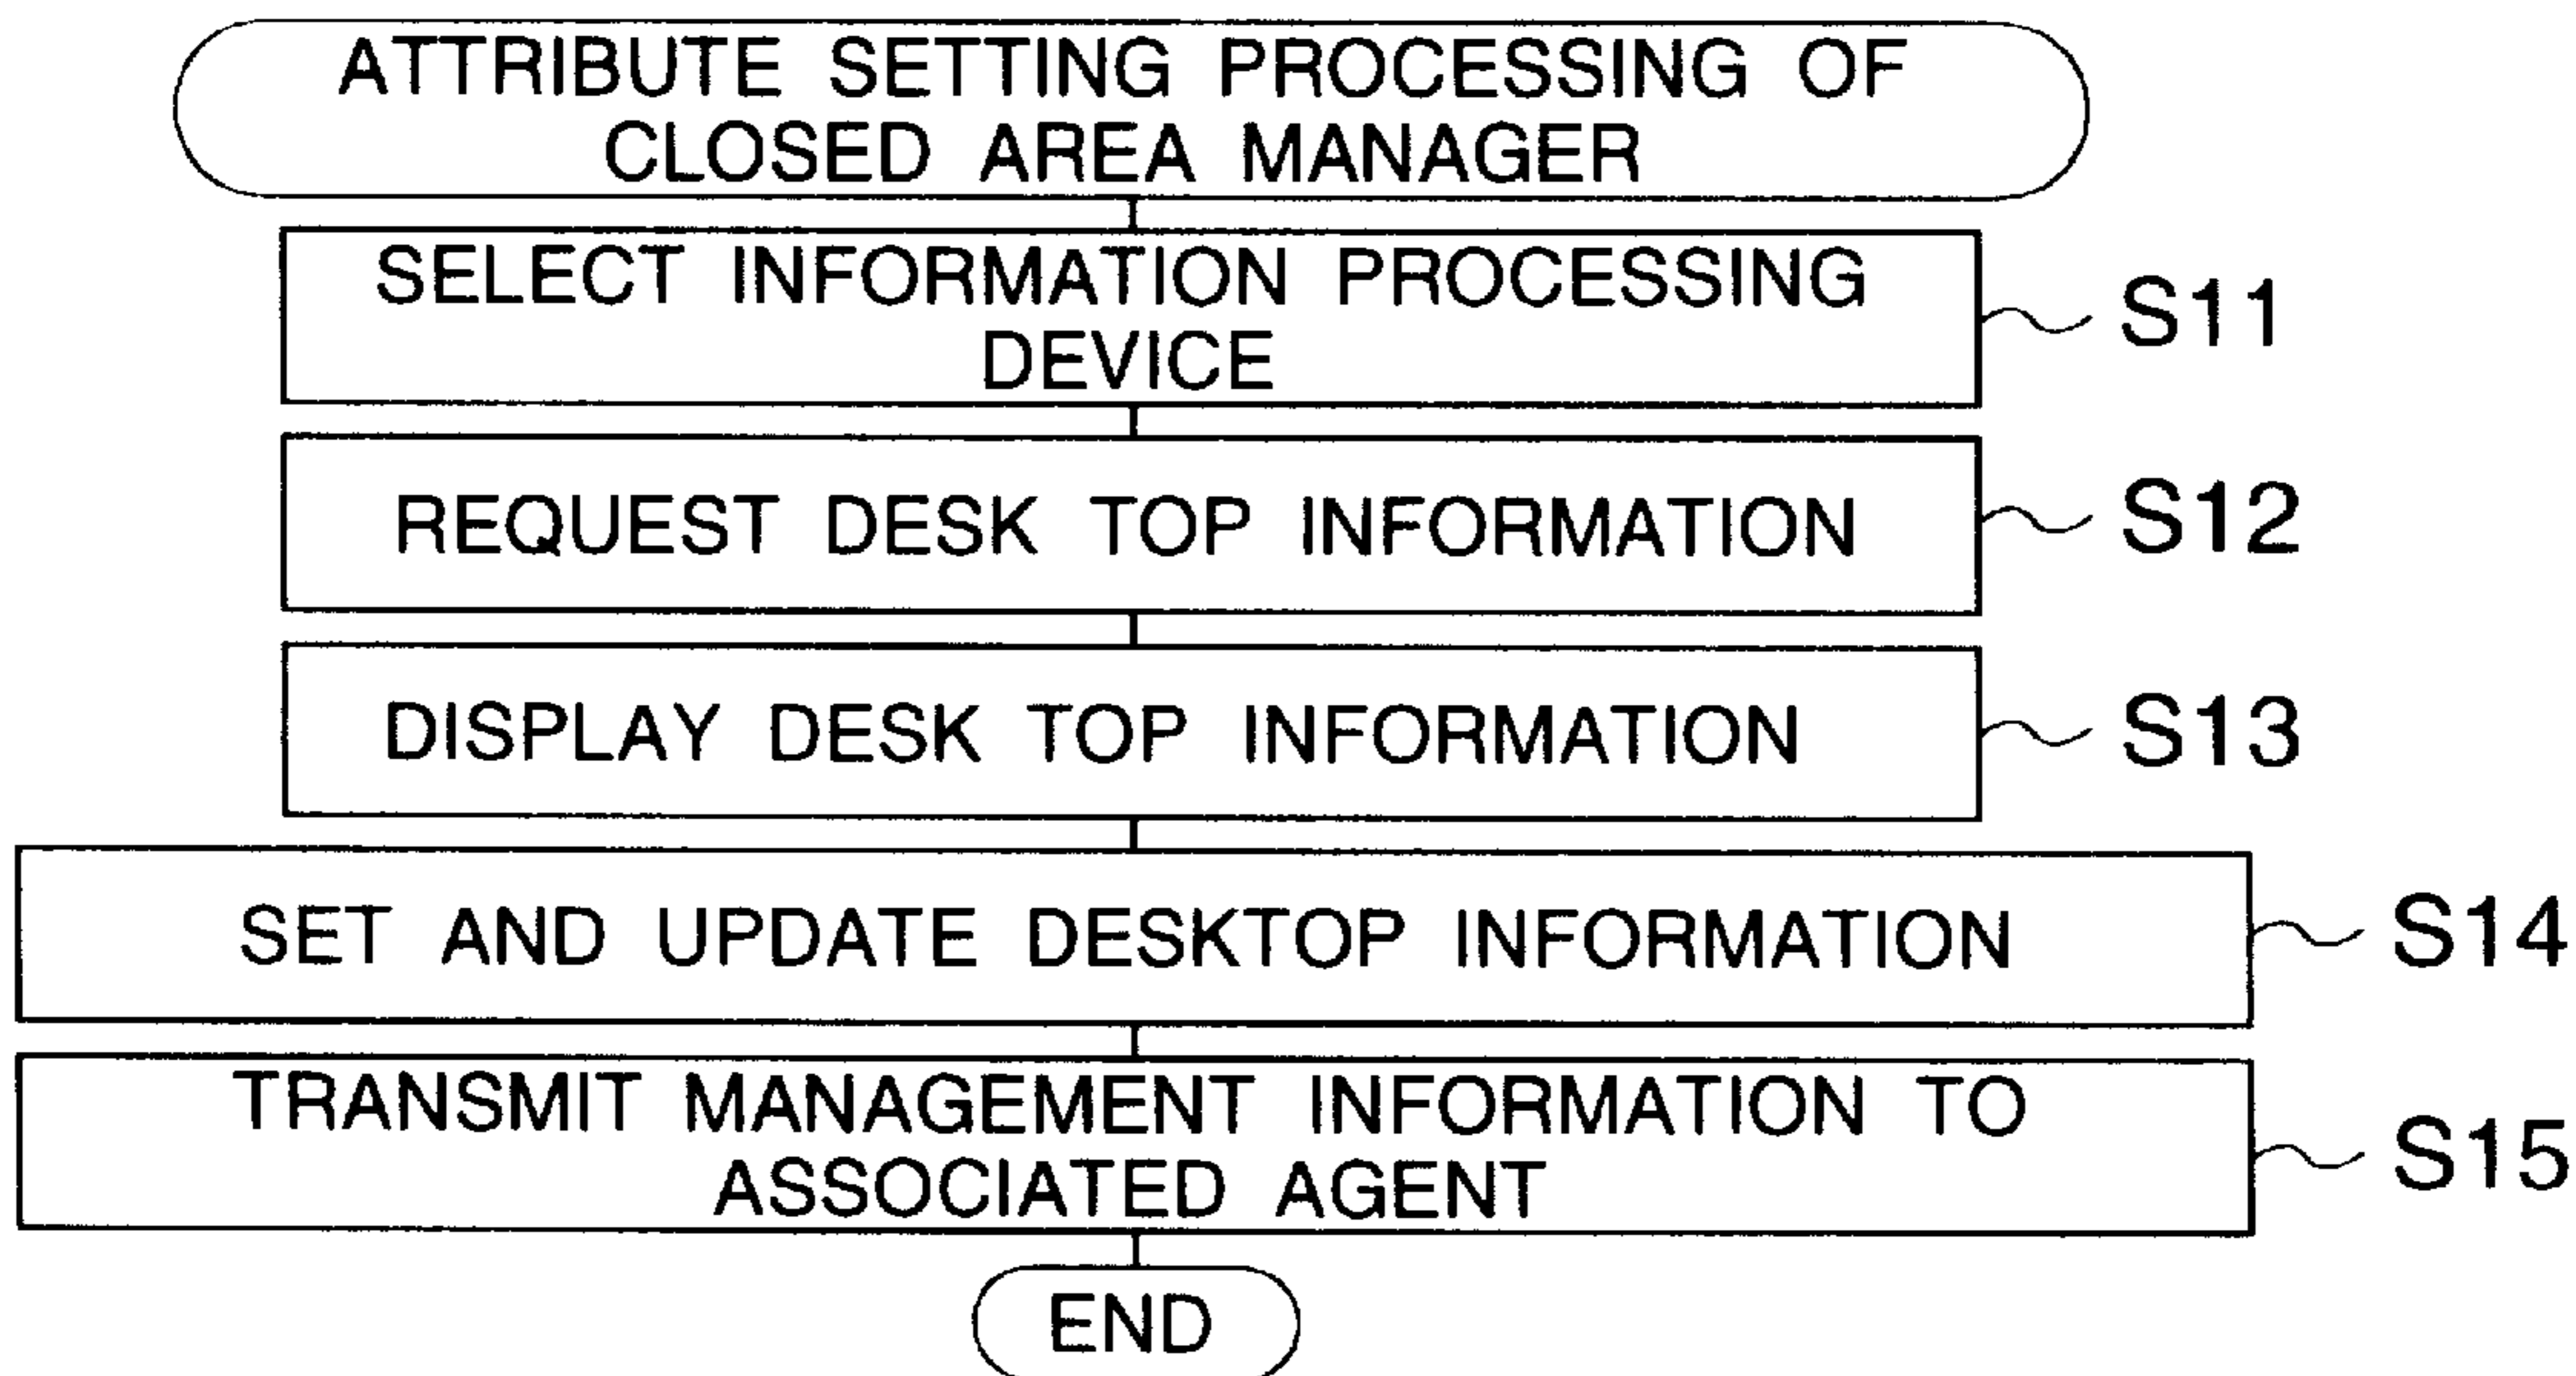 ATTRIBUTE SETTING PROCESSING OF
CLOSED AREA MANAGER
SELECT INFORMATION PROCESSING
DEVICE
S11
REQUEST DESK TOP INFORMATION
S12
DISPLAY DESK TOP INFORMATION
S13
SET AND UPDATE DESKTOP INFORMATION
S14
TRANSMIT MANAGEMENT INFORMATION TO
ASSOCIATED AGENT
S15
END